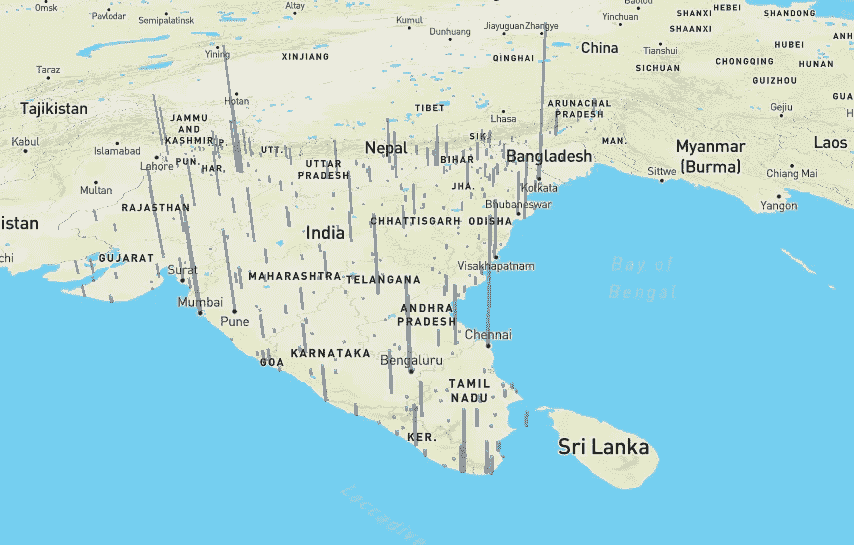 Omsk
Pavlodar
Semipalatinsk
Altay
Kumul
Jiayuguan
Zhangye
Baotou
Yinchuan
SHANXI
HEBEI
SHANDONG
SHAANXI
Dunhuang
Yining
XINJIANG
QINGHAI
China
Tianshui
HUBEI
ANH
SICHUAN
CHONGQING
HUNAN
GUIZHOU
Taraz
Tajikistan
Hotan
TIBET
Lhasa
ARUNACHAL
PRADESH
Gejiu
GUA
JAMMU
AND
KASHMIR
P.
Kabul
Islamabad
Lahore
PUN.
HAR.
UTT.
Nepal
SIK.
BIHAR
Bangladesh
MAN.
Myanmar
(Burma)
Laos
UTTAR
PRADESH
Multan
JHA.
Kolkata
Sittwe
Chiang Mai
Yangon
RAJASTHAN
Bhubaneswar
istan
CHHATTISGARH
ODISHA
India
chi
GUJARAT
Surat
MAHARASHTRA
TELANGANA
Visakhapatnam
Bay of
Bengal
Mumbai
Pune
ANDHRA
PRADESH
Chennai
GOA
KARNATAKA
Bengaluru
TAMIL
NADU
KER.
Sri Lanka
Laccadive